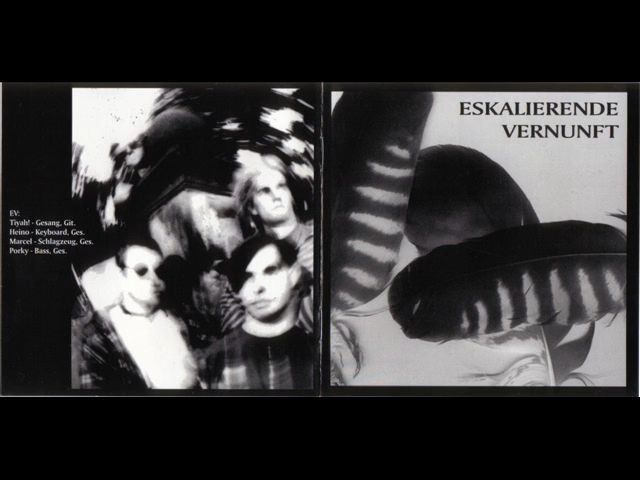 EV:
Tiyah! - Gesang, Git.
Heino - Keyboard, Ges.
Marcel - Schlagzeug, Ges.
Porky - Bass, Ges.
ESKALIERENDE
VERNUNFT